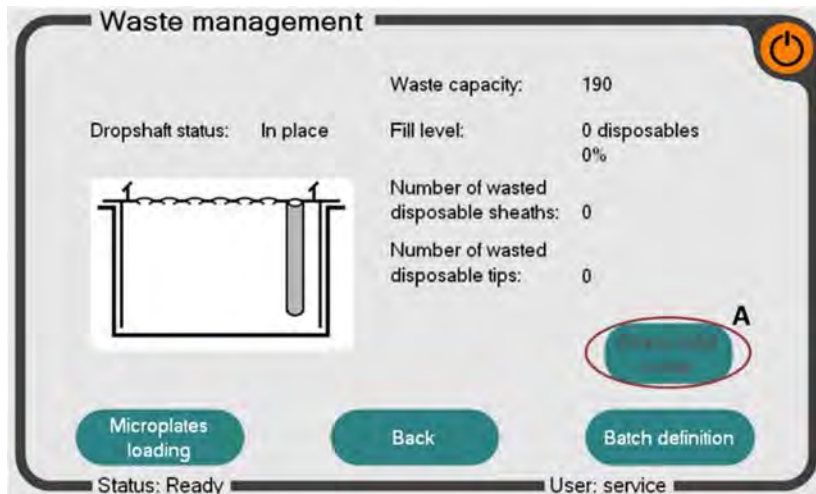 Waste management
Waste capacity: 190
Dropshaft status: In place
Fill level: 0 disposables
0%
Number of wasted
disposable sheaths: 0
Number of wasted
disposable tips: 0
A
Microplates
loading
Back
Batch definition
Status: Ready
User: service